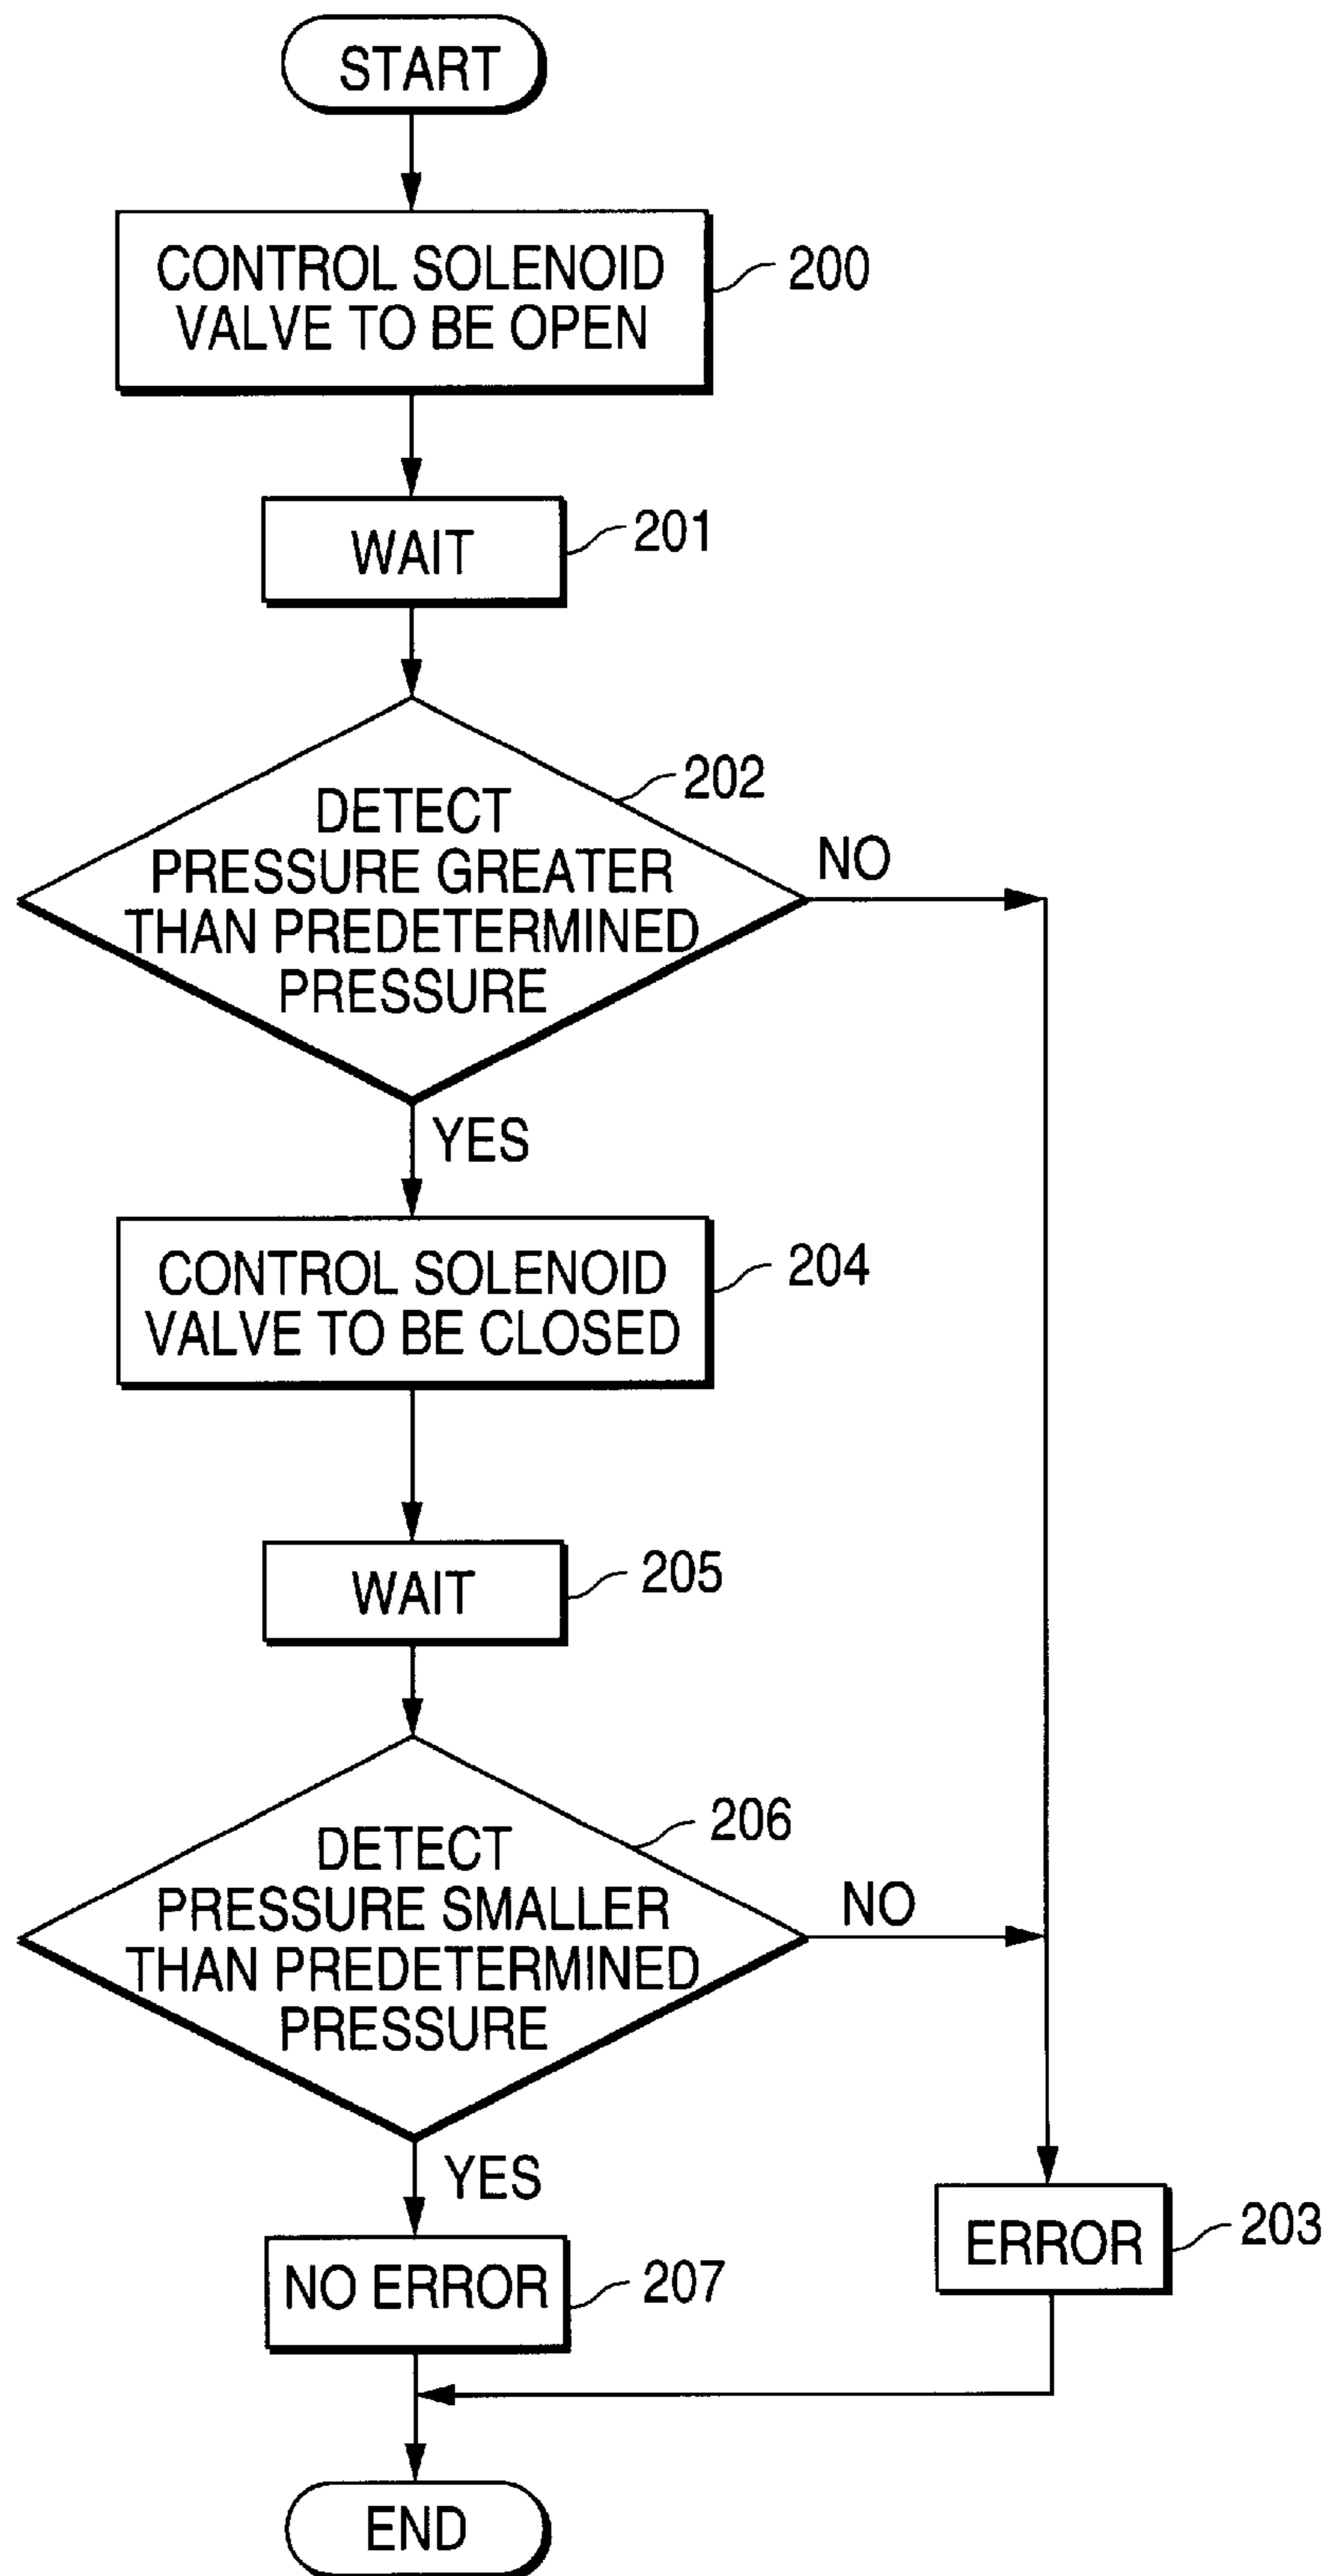 START
CONTROL SOLENOID
VALVE TO BE OPEN
200
WAIT
201
202
DETECT
PRESSURE GREATER
THAN PREDETERMINED
PRESSURE
NO
YES
CONTROL SOLENOID
VALVE TO BE CLOSED
204
WAIT
205
206
DETECT
PRESSURE SMALLER
THAN PREDETERMINED
PRESSURE
NO
YES
ERROR
203
NO ERROR
207
END